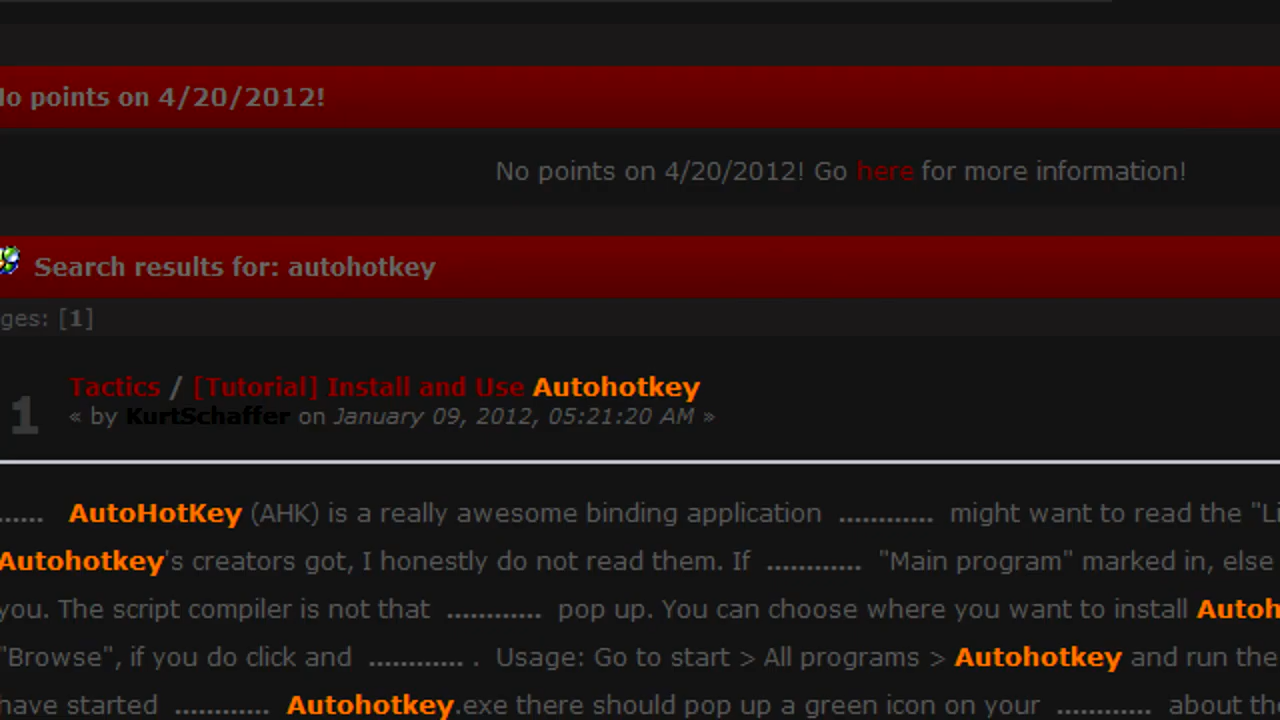 No points on 4/20/2012!
No points on 4/20/2012! Go here for more information!
Search results for: autohotkey
ges: [1]
Tactics / [Tutorial] Install and Use Autohotkey
1
« by KurtSchaffer on January 09, 2012, 05:21:20 AM »
...... AutoHotKey (AHK) is a really awesome binding application ............ might want to read the "Li
Autohotkey's creators got, I honestly do not read them. If ............ "Main program" marked in, else
you. The script compiler is not that ............ pop up. You can choose where you want to install Autoh
"Browse", if you do click and ............ . Usage: Go to start > All programs > Autohotkey and run the
have started ............ Autohotkey.exe there should pop up a green icon on your ............ about th